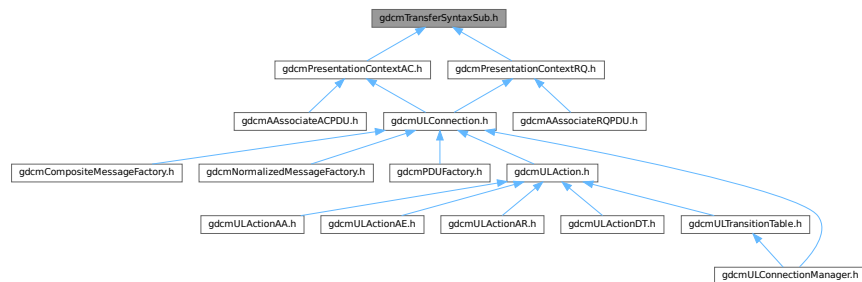 gdcmTransferSyntaxSub.h
gdcmPresentationContextAC.h
gdcmPresentationContextRQ.h
gdcmAAssociateACPDU.h
gdcmULConnection.h
gdcmAAssociateRQPDU.h
gdcmCompositeMessageFactory.h
gdcmNormalizedMessageFactory.h
gdcmPDUFactory.h
gdcmULAction.h
gdcmULActionAA.h
gdcmULActionAE.h
gdcmULActionAR.h
gdcmULActionDT.h
gdcmULTransitionTable.h
gdcmULConnectionManager.h